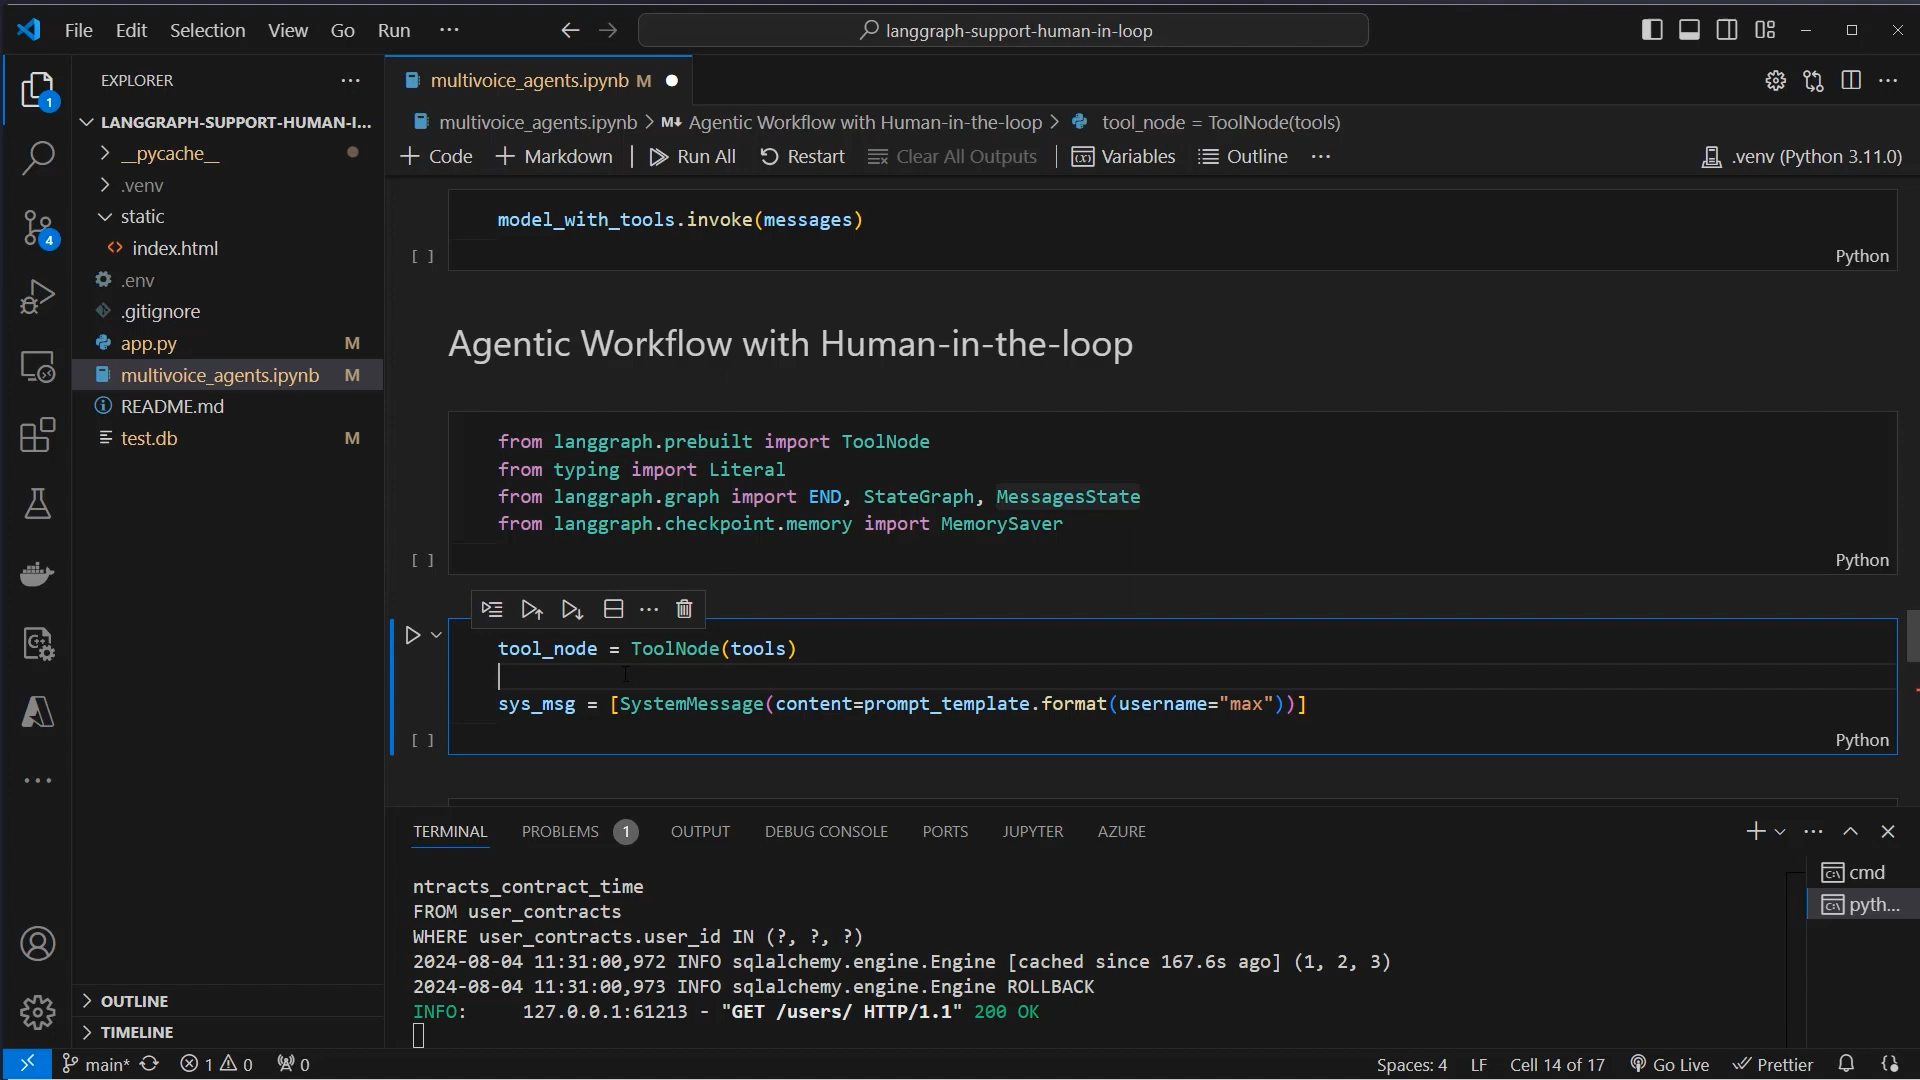 File Edit Selection View Go Run ···
langgraph-support-human-in-loop
EXPLORER ···
multivoice_agents.ipynb M
LANGGRAPH-SUPPORT-HUMAN-I...
multivoice_agents.ipynb > M↓ Agentic Workflow with Human-in-the-loop > tool_node = ToolNode(tools)
+ Code + Markdown Run All Restart Clear All Outputs Variables Outline ··· .venv (Python 3.11.0)
1
4
__pycache__
.venv
static
index.html
.env
.gitignore
app.py M
multivoice_agents.ipynb M
README.md
test.db M
OUTLINE
TIMELINE
model_with_tools.invoke(messages)
[ ] Python
Agentic Workflow with Human-in-the-loop
from langgraph.prebuilt import ToolNode
from typing import Literal
from langgraph.graph import END, StateGraph, MessagesState
from langgraph.checkpoint.memory import MemorySaver
[ ] Python
tool_node = ToolNode(tools)
sys_msg = [SystemMessage(content=prompt_template.format(username="max"))]
[ ] Python
TERMINAL PROBLEMS 1 OUTPUT DEBUG CONSOLE PORTS JUPYTER AZURE
ntracts_contract_time
FROM user_contracts
WHERE user_contracts.user_id IN (?, ?, ?)
2024-08-04 11:31:00,972 INFO sqlalchemy.engine.Engine [cached since 167.6s ago] (1, 2, 3)
2024-08-04 11:31:00,973 INFO sqlalchemy.engine.Engine ROLLBACK
INFO: 127.0.0.1:61213 - "GET /users/ HTTP/1.1" 200 OK
cmd
pyth...
main* 1 0 0 Spaces: 4 LF Cell 14 of 17 Go Live Prettier